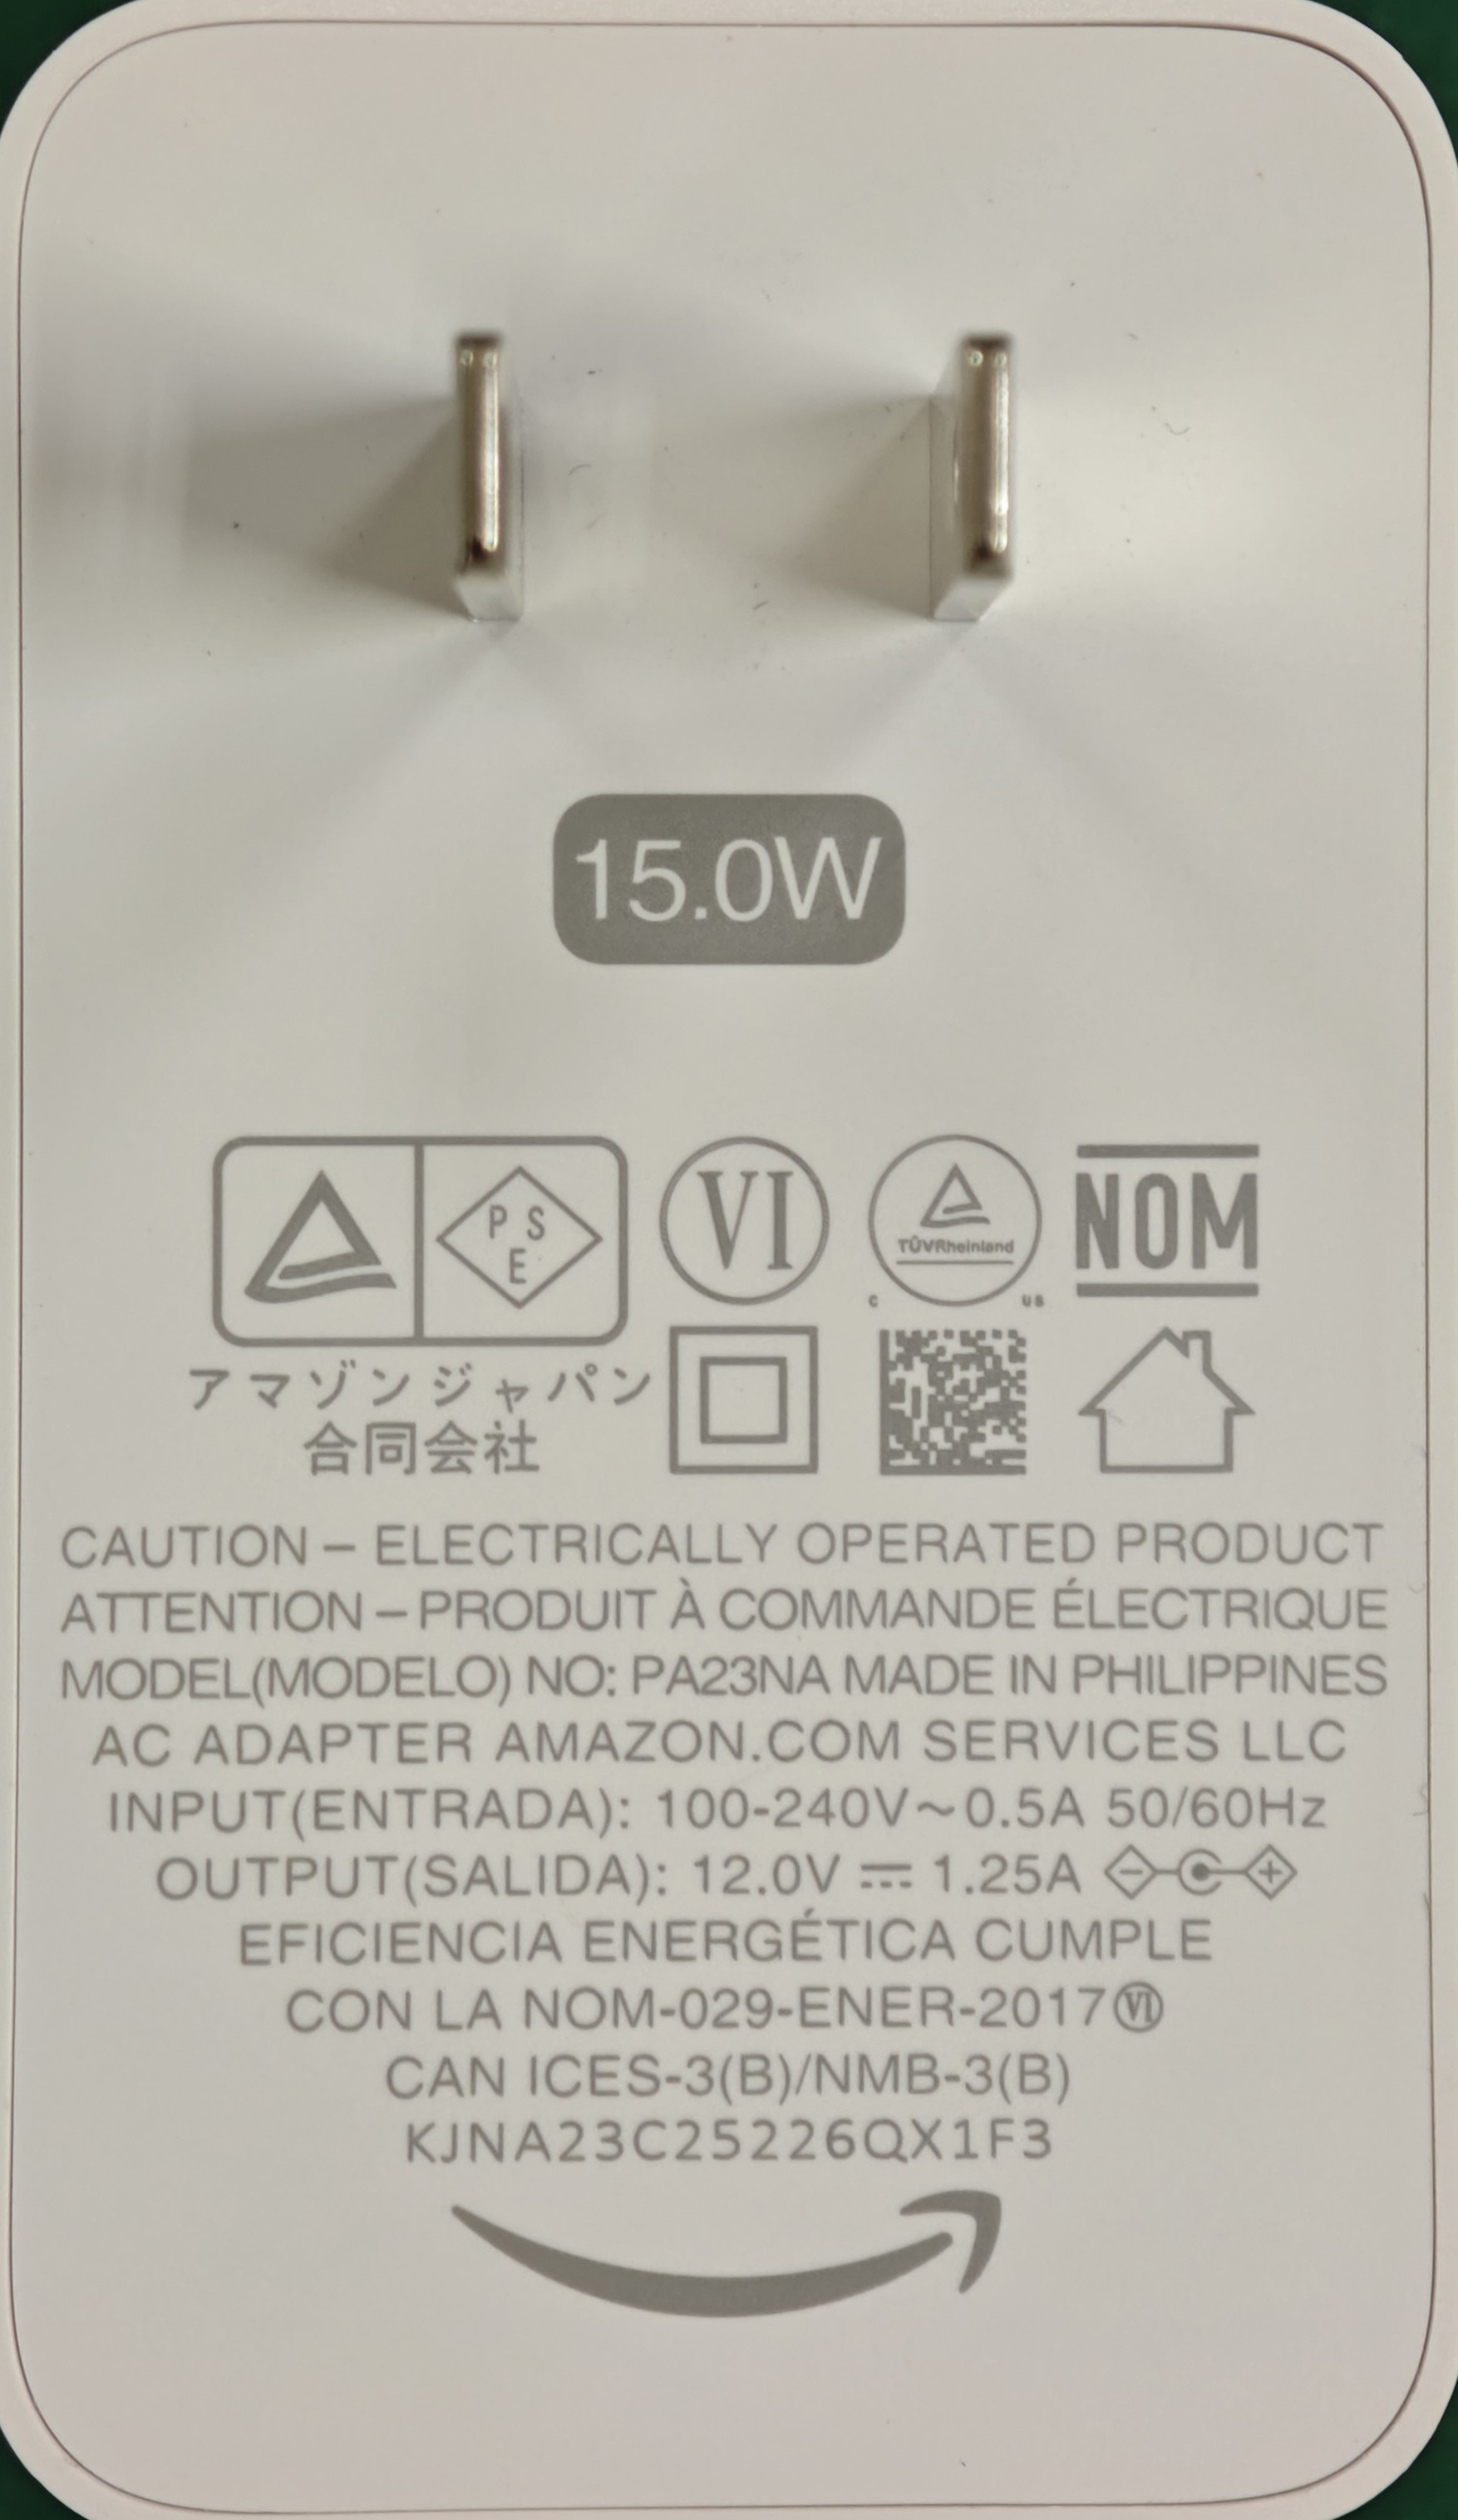 15.0W
P S
E
VI
TÜVRheinland
c us
NOM
アマゾンジャパン
合同会社
CAUTION – ELECTRICALLY OPERATED PRODUCT
ATTENTION – PRODUIT À COMMANDE ÉLECTRIQUE
MODEL(MODELO) NO: PA23NA MADE IN PHILIPPINES
AC ADAPTER AMAZON.COM SERVICES LLC
INPUT(ENTRADA): 100-240V~0.5A 50/60Hz
OUTPUT(SALIDA): 12.0V ⎓ 1.25A
EFICIENCIA ENERGÉTICA CUMPLE
CON LA NOM-029-ENER-2017 VI
CAN ICES-3(B)/NMB-3(B)
KJNA23C25226QX1F3